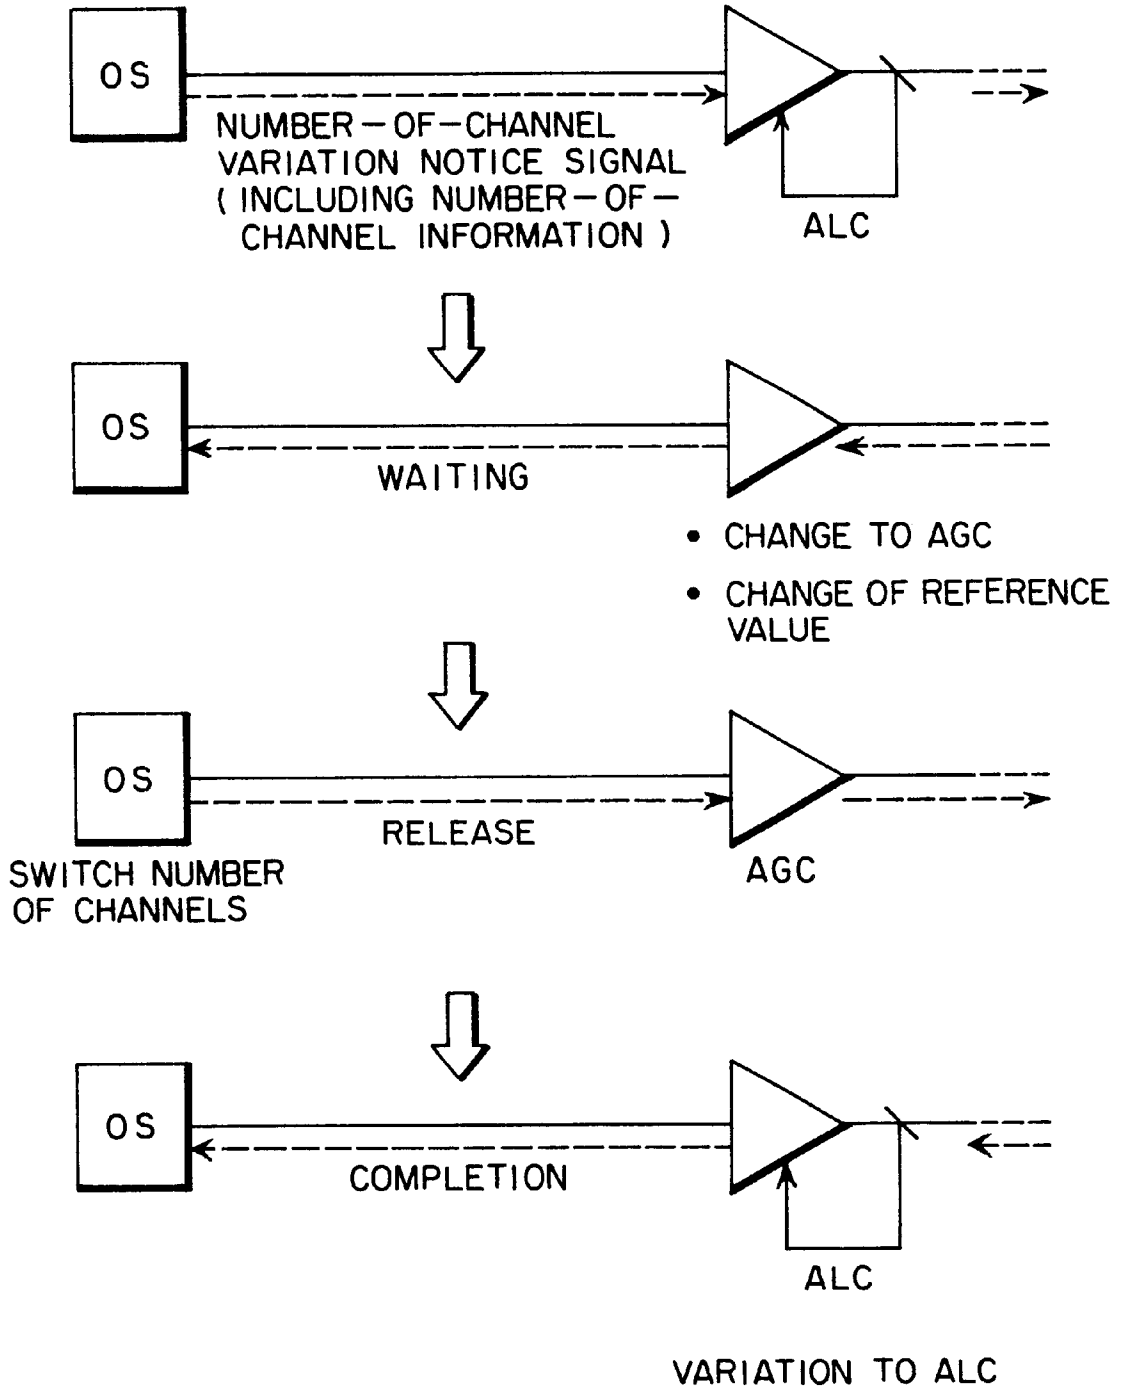 OS
NUMBER-OF-CHANNEL
VARIATION NOTICE SIGNAL
(INCLUDING NUMBER-OF-
CHANNEL INFORMATION)
ALC
OS
WAITING
• CHANGE TO AGC
• CHANGE OF REFERENCE
VALUE
OS
RELEASE
SWITCH NUMBER
OF CHANNELS
AGC
OS
COMPLETION
ALC
VARIATION TO ALC